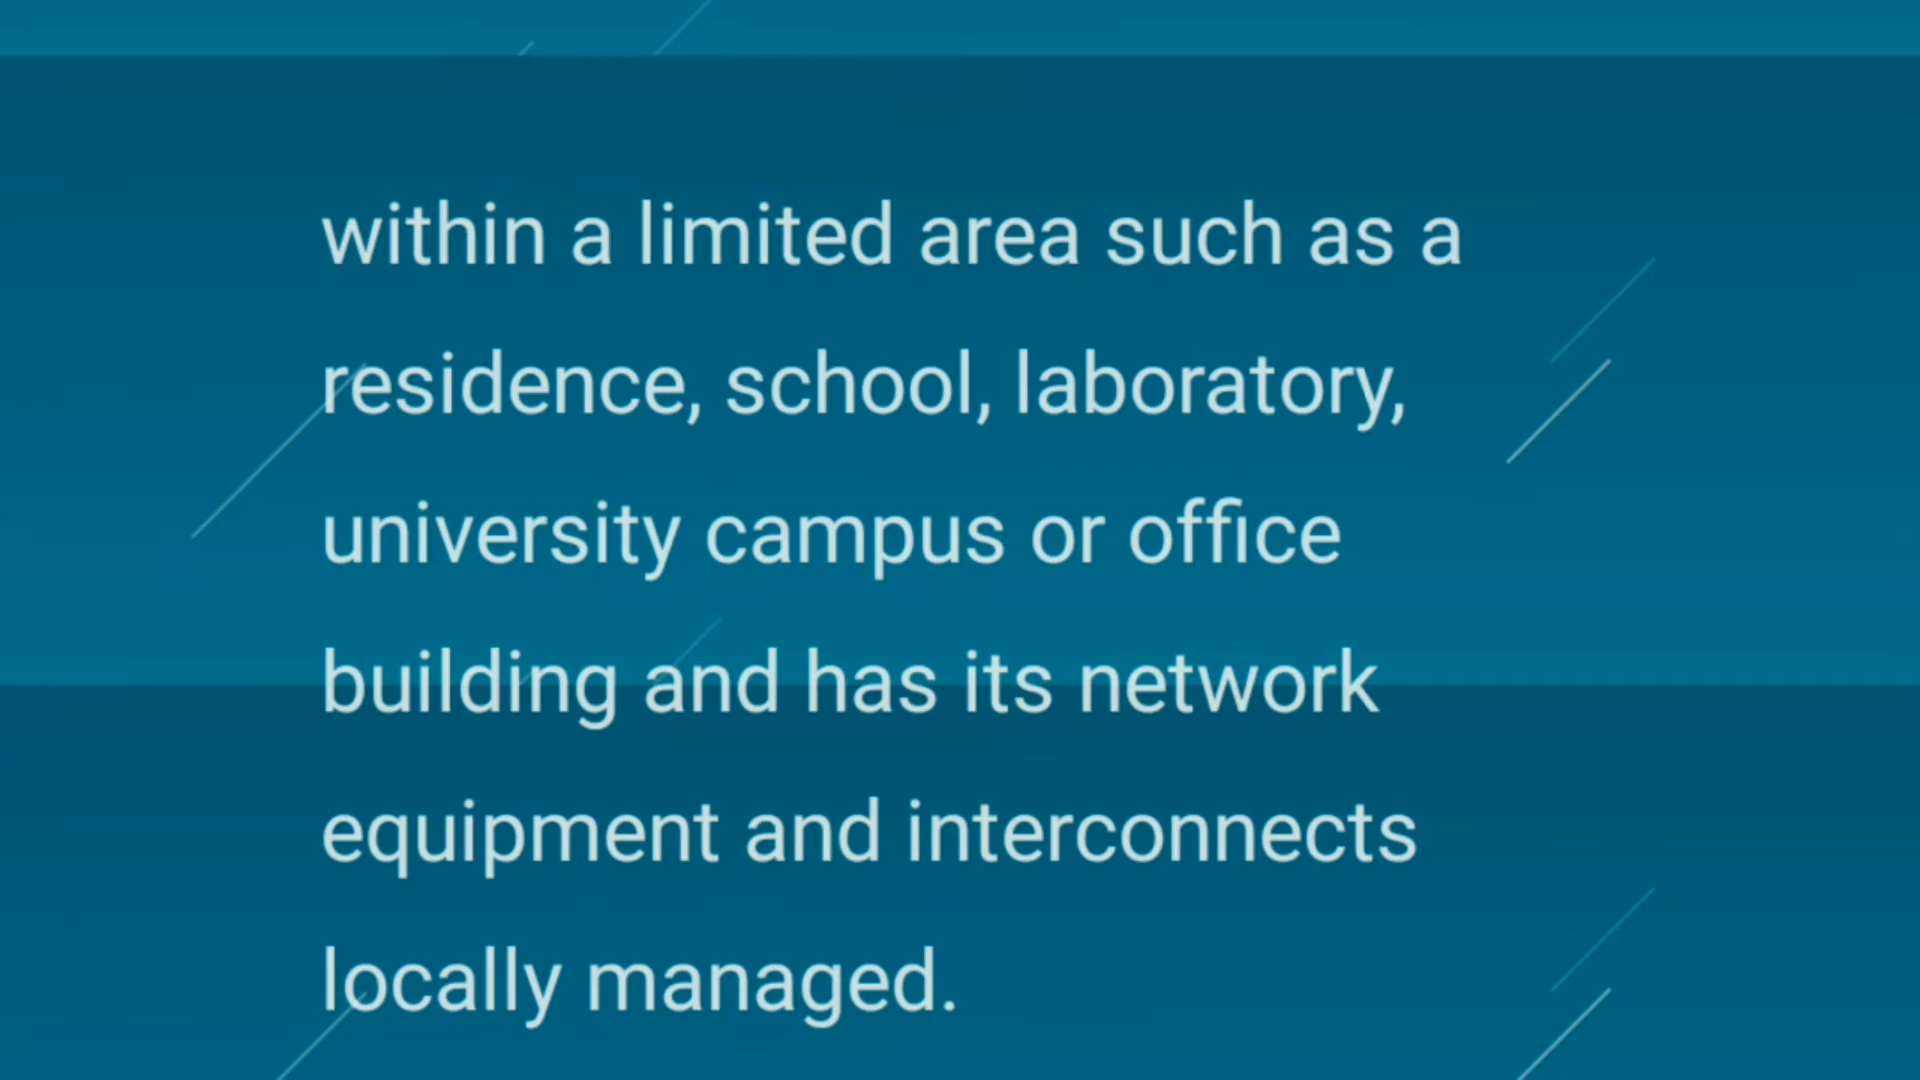 within a limited area such as a
residence, school, laboratory,
university campus or office
building and has its network
equipment and interconnects
locally managed.